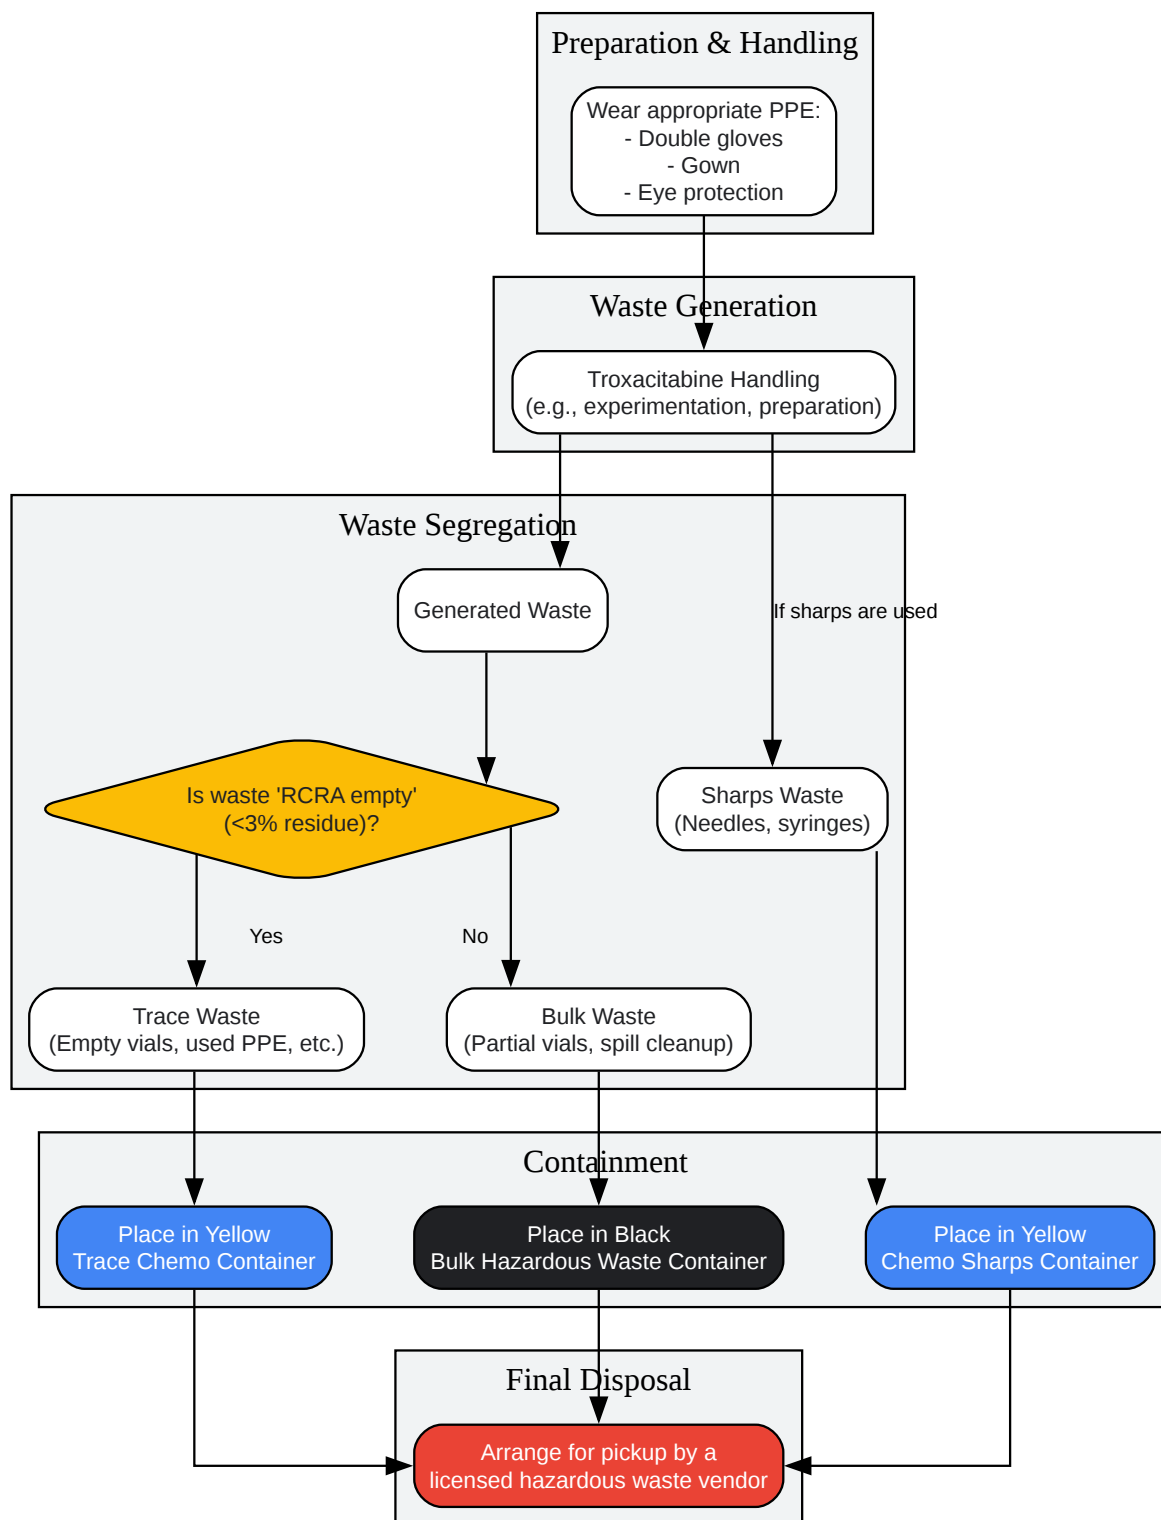 Preparation & Handling
Wear appropriate PPE:
- Double gloves
- Gown
- Eye protection
Waste Generation
Troxacitabine Handling
(e.g., experimentation, preparation)
Waste Segregation
Generated Waste
If sharps are used
Is waste 'RCRA empty'
(<3% residue)?
Sharps Waste
(Needles, syringes)
Yes
No
Trace Waste
(Empty vials, used PPE, etc.)
Bulk Waste
(Partial vials, spill cleanup)
Containment
Place in Yellow
Trace Chemo Container
Place in Black
Bulk Hazardous Waste Container
Place in Yellow
Chemo Sharps Container
Final Disposal
Arrange for pickup by a
licensed hazardous waste vendor